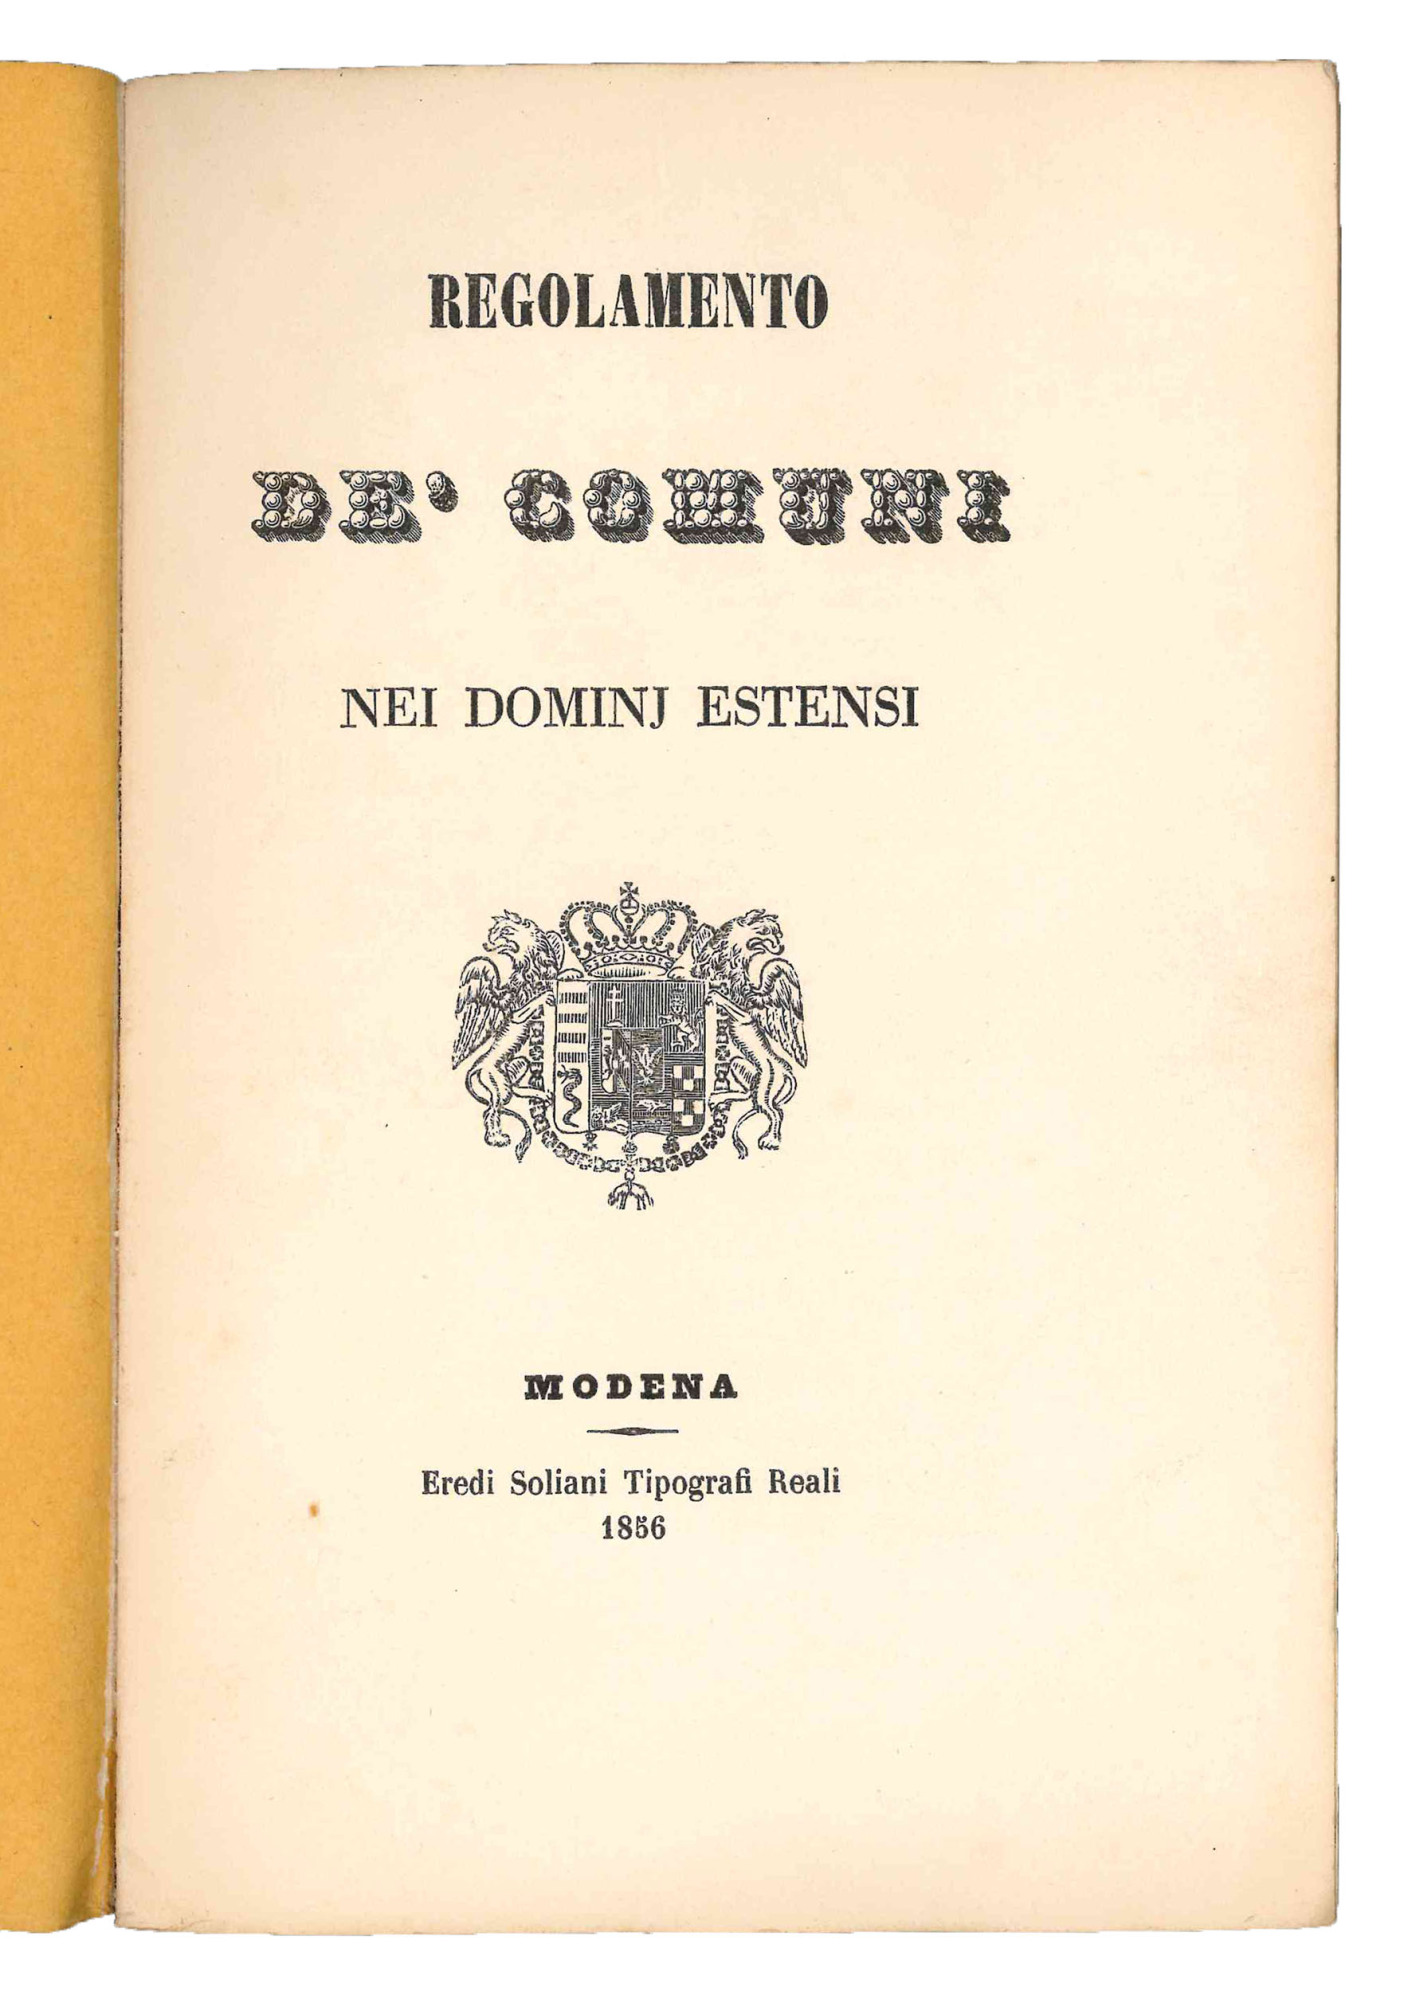 REGOLAMENTO
DE' COMUNI
NEI DOMINJ ESTENSI
MODENA
Eredi Soliani Tipografi Reali
1856